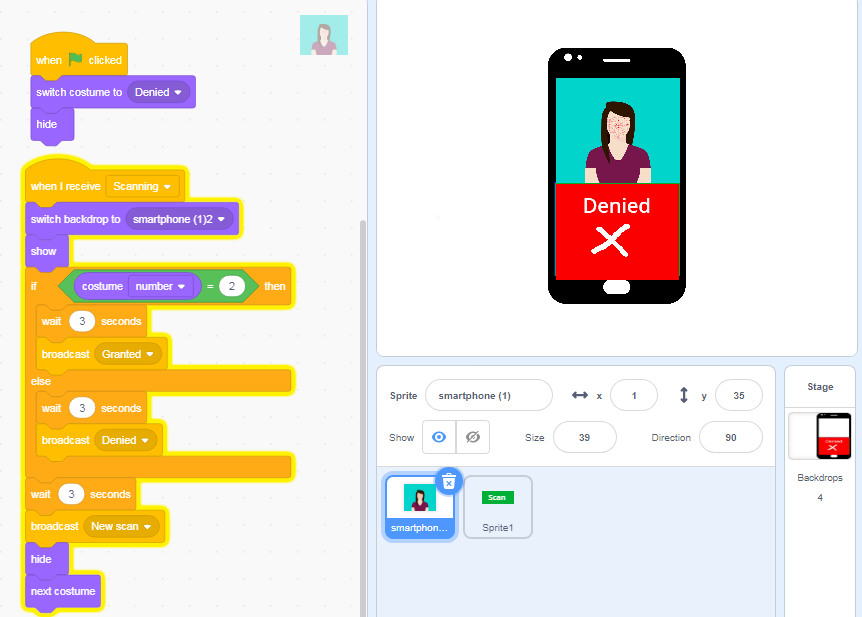 when clicked
switch costume to Denied
hide
when I receive Scanning
switch backdrop to smartphone (1)2
show
if costume number = 2 then
wait 3 seconds
broadcast Granted
else
wait 3 seconds
broadcast Denied
wait 3 seconds
broadcast New scan
hide
next costume
Denied
Sprite smartphone (1) x 1 y 35
Show Size 39 Direction 90
smartphon...
Scan
Sprite1
Stage
Denied
Backdrops
4